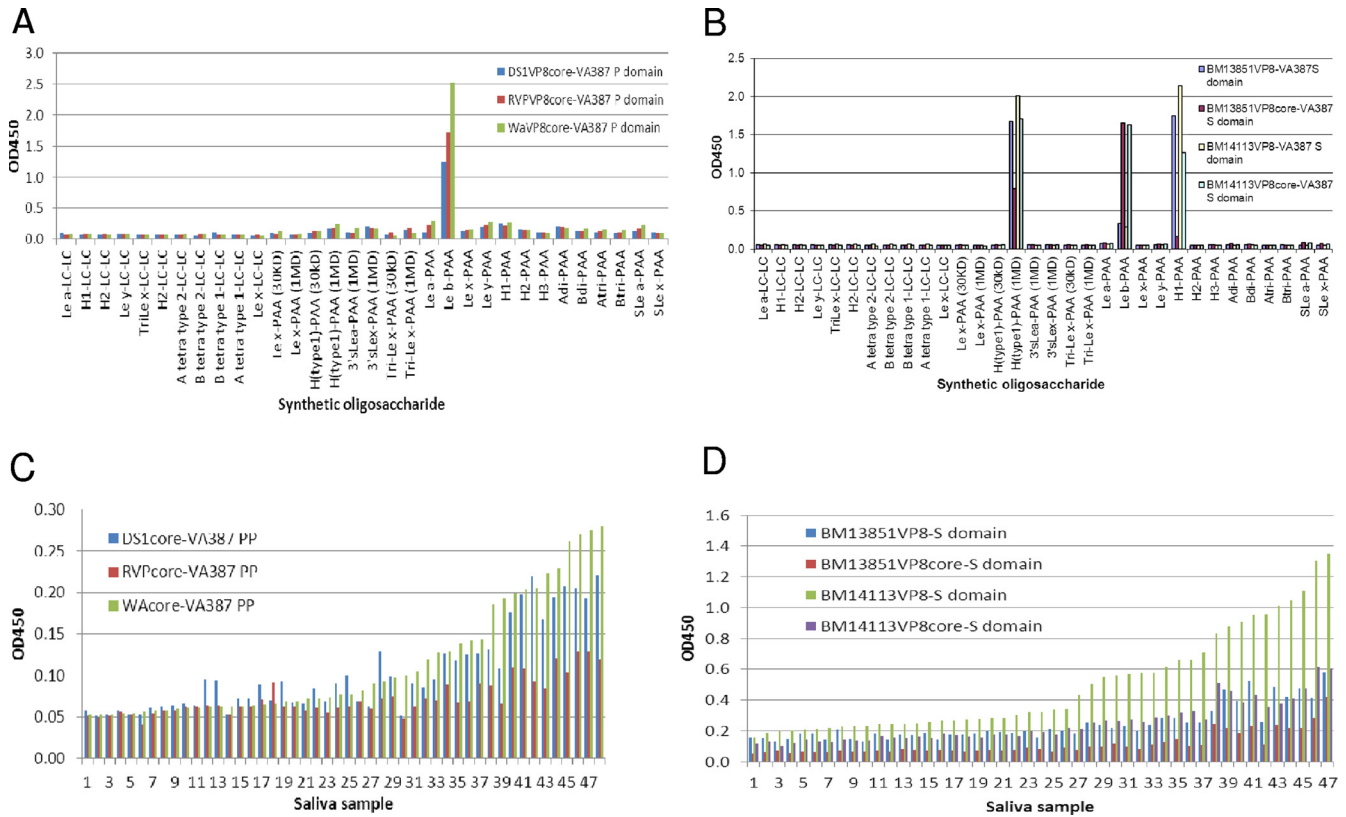 A
3.0
2.5
2.0
1.5
1.0
0.5
0.0
OD450
DS1VP8core-VA387 P domain
RVPVP8core-VA387 P domain
WaVP8core-VA387 P domain
Le a-LC-LC
H1-LC-LC
H2-LC-LC
Le y-LC-LC
TriLe x-LC-LC
H2-LC-LC
A tetra type 2-LC-LC
B tetra type 2-LC-LC
B tetra type 1-LC-LC
A tetra type 1-LC-LC
Le x-LC-LC
Le x-PAA (30KD)
Le x-PAA (1MD)
H(type1)-PAA (30kD)
H(type1)-PAA (1MD)
3'sLea-PAA (1MD)
3'sLex-PAA (1MD)
Tri-Le x-PAA (30kD)
Tri-Le x-PAA (1MD)
Le a-PAA
Le b-PAA
Le x-PAA
Le y-PAA
H1-PAA
H2-PAA
H3-PAA
Adi-PAA
Bdi-PAA
Atri-PAA
Btri-PAA
SLe a-PAA
SLe x-PAA
Synthetic oligosaccharide
B
2.5
2.0
1.5
1.0
0.5
0.0
OD450
BM13851VP8-VA387S
domain
BM13851VP8core-VA387
S domain
BM14113VP8-VA387 S
domain
BM14113VP8core-VA387
S domain
Le a-LC-LC
H1-LC-LC
H2-LC-LC
Le y-LC-LC
TriLe x-LC-LC
H2-LC-LC
A tetra type 2-LC-LC
B tetra type 2-LC-LC
B tetra type 1-LC-LC
A tetra type 1-LC-LC
Le x-LC-LC
Le x-PAA (30KD)
Le x-PAA (1MD)
H(type1)-PAA (30kD)
H(type1)-PAA (1MD)
3'sLea-PAA (1MD)
3'sLex-PAA (1MD)
Tri-Le x-PAA (30kD)
Tri-Le x-PAA (1MD)
Le a-PAA
Le b-PAA
Le x-PAA
Le y-PAA
H1-PAA
H2-PAA
H3-PAA
Adi-PAA
Bdi-PAA
Atri-PAA
Btri-PAA
SLe a-PAA
SLe x-PAA
Synthetic oligosaccharide
C
0.30
0.25
0.20
0.15
0.10
0.05
0.00
OD450
DS1core-VA387 PP
RVPcore-VA387 PP
WAcore-VA387 PP
1 3 5 7 9 11 13 15 17 19 21 23 25 27 29 31 33 35 37 39 41 43 45 47
Saliva sample
D
1.6
1.4
1.2
1.0
0.8
0.6
0.4
0.2
0.0
OD450
BM13851VP8-S domain
BM13851VP8core-S domain
BM14113VP8-S domain
BM14113VP8core-S domain
1 3 5 7 9 11 13 15 17 19 21 23 25 27 29 31 33 35 37 39 41 43 45 47
Saliva sample